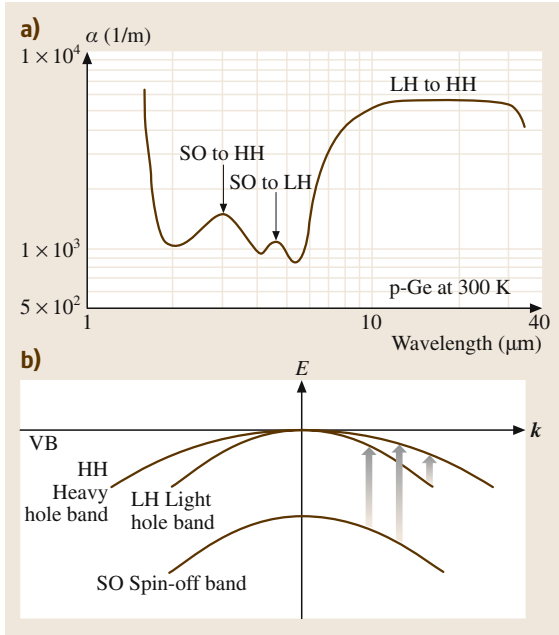 a)
α (1/m)
1 × 10⁴
LH to HH
SO to HH
SO to LH
1 × 10³
p-Ge at 300 K
5 × 10²
1
10
40
Wavelength (μm)
b)
E
k
VB
HH
Heavy
hole band
LH Light
hole band
SO Spin-off band